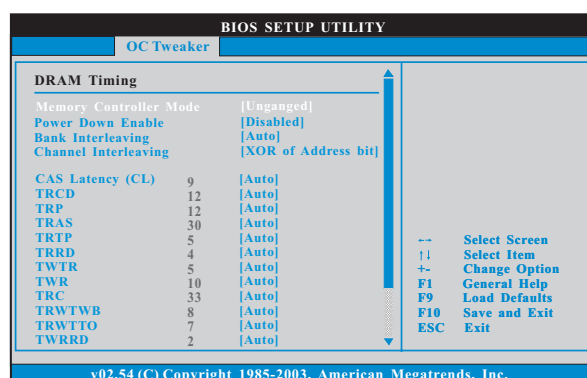 BIOS SETUP UTILITY
OC Tweaker
DRAM Timing
Memory Controller Mode [Unganged]
Power Down Enable [Disabled]
Bank Interleaving [Auto]
Channel Interleaving [XOR of Address bit]
CAS Latency (CL) 9 [Auto]
TRCD 12 [Auto]
TRP 12 [Auto]
TRAS 30 [Auto]
TRTP 5 [Auto]
TRRD 4 [Auto]
TWTR 5 [Auto]
TWR 10 [Auto]
TRC 33 [Auto]
TRWTWB 8 [Auto]
TRWTTO 7 [Auto]
TWRRD 2 [Auto]
←→ Select Screen
↑↓ Select Item
+- Change Option
F1 General Help
F9 Load Defaults
F10 Save and Exit
ESC Exit
v02.54 (C) Copyright 1985-2003, American Megatrends, Inc.